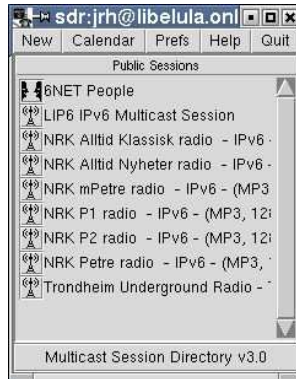 sdr:jrh@libelula.onl
New Calendar Prefs Help Quit
Public Sessions
6NET People
LIP6 IPv6 Multicast Session
NRK Alltid Klassisk radio - IPv6 -
NRK Alltid Nyheter radio - IPv6 -
NRK mPetre radio - IPv6 - (MP3
NRK P1 radio - IPv6 - (MP3, 128
NRK P2 radio - IPv6 - (MP3, 128
NRK Petre radio - IPv6 - (MP3,
Trondheim Underground Radio -
Multicast Session Directory v3.0